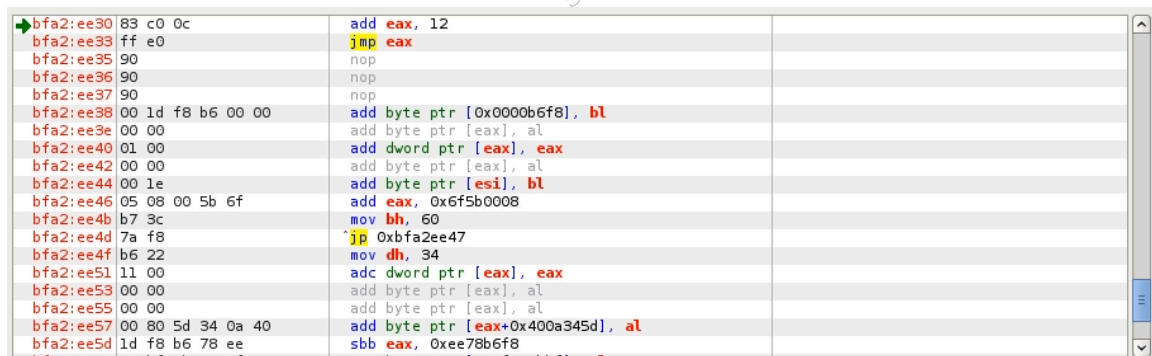 bfa2:ee30 83 c0 0c add eax, 12
bfa2:ee33 ff e0 jmp eax
bfa2:ee35 90 nop
bfa2:ee36 90 nop
bfa2:ee37 90 nop
bfa2:ee38 00 1d f8 b6 00 00 add byte ptr [0x0000b6f8], bl
bfa2:ee3e 00 00 add byte ptr [eax], al
bfa2:ee40 01 00 add dword ptr [eax], eax
bfa2:ee42 00 00 add byte ptr [eax], al
bfa2:ee44 00 1e add byte ptr [esi], bl
bfa2:ee46 05 08 00 5b 6f add eax, 0x6f5b0008
bfa2:ee4b b7 3c mov bh, 60
bfa2:ee4d 7a f8 ^jp 0xbfa2ee47
bfa2:ee4f b6 22 mov dh, 34
bfa2:ee51 11 00 adc dword ptr [eax], eax
bfa2:ee53 00 00 add byte ptr [eax], al
bfa2:ee55 00 00 add byte ptr [eax], al
bfa2:ee57 00 80 5d 34 0a 40 add byte ptr [eax+0x400a345d], al
bfa2:ee5d 1d f8 b6 78 ee sbb eax, 0xee78b6f8